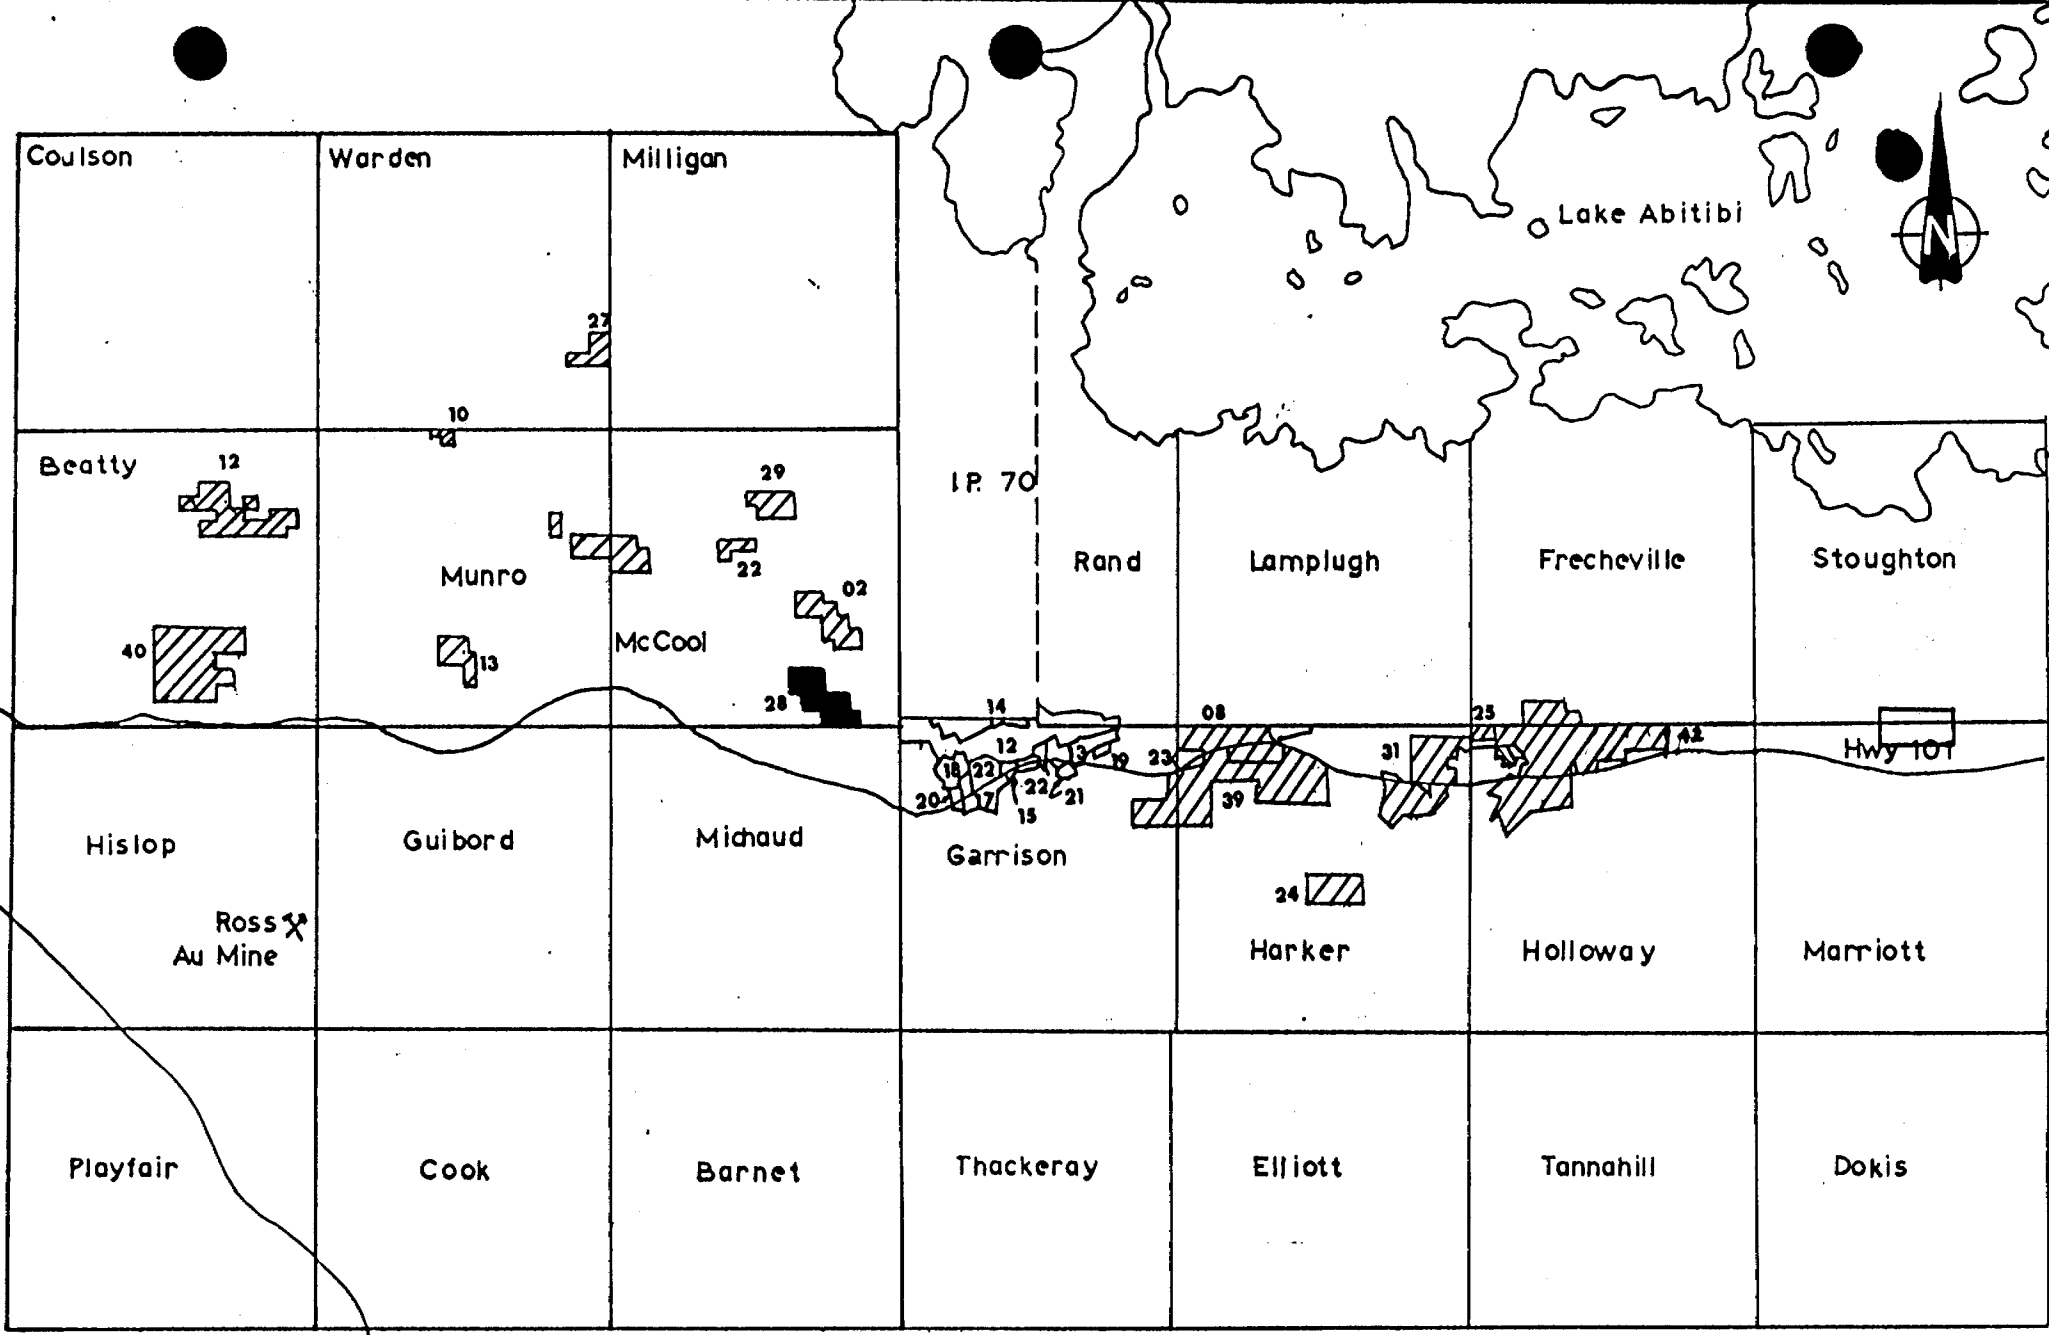 Coulson
Warden
Milligan
N
Lake Abitibi
27
10
Beatty
12
29
I.P. 70
22
Munro
Rand
Lamplugh
Frecheville
Stoughton
02
McCool
40
13
28
14
08
25
42
12
13
19
23
31
Hwy 101
18
22
20
17
22
21
15
39
Hislop
Guibord
Michaud
Garrison
24
Ross
Au Mine
Harker
Holloway
Marriott
Playfair
Cook
Barnet
Thackeray
Elliott
Tannahill
Dokis